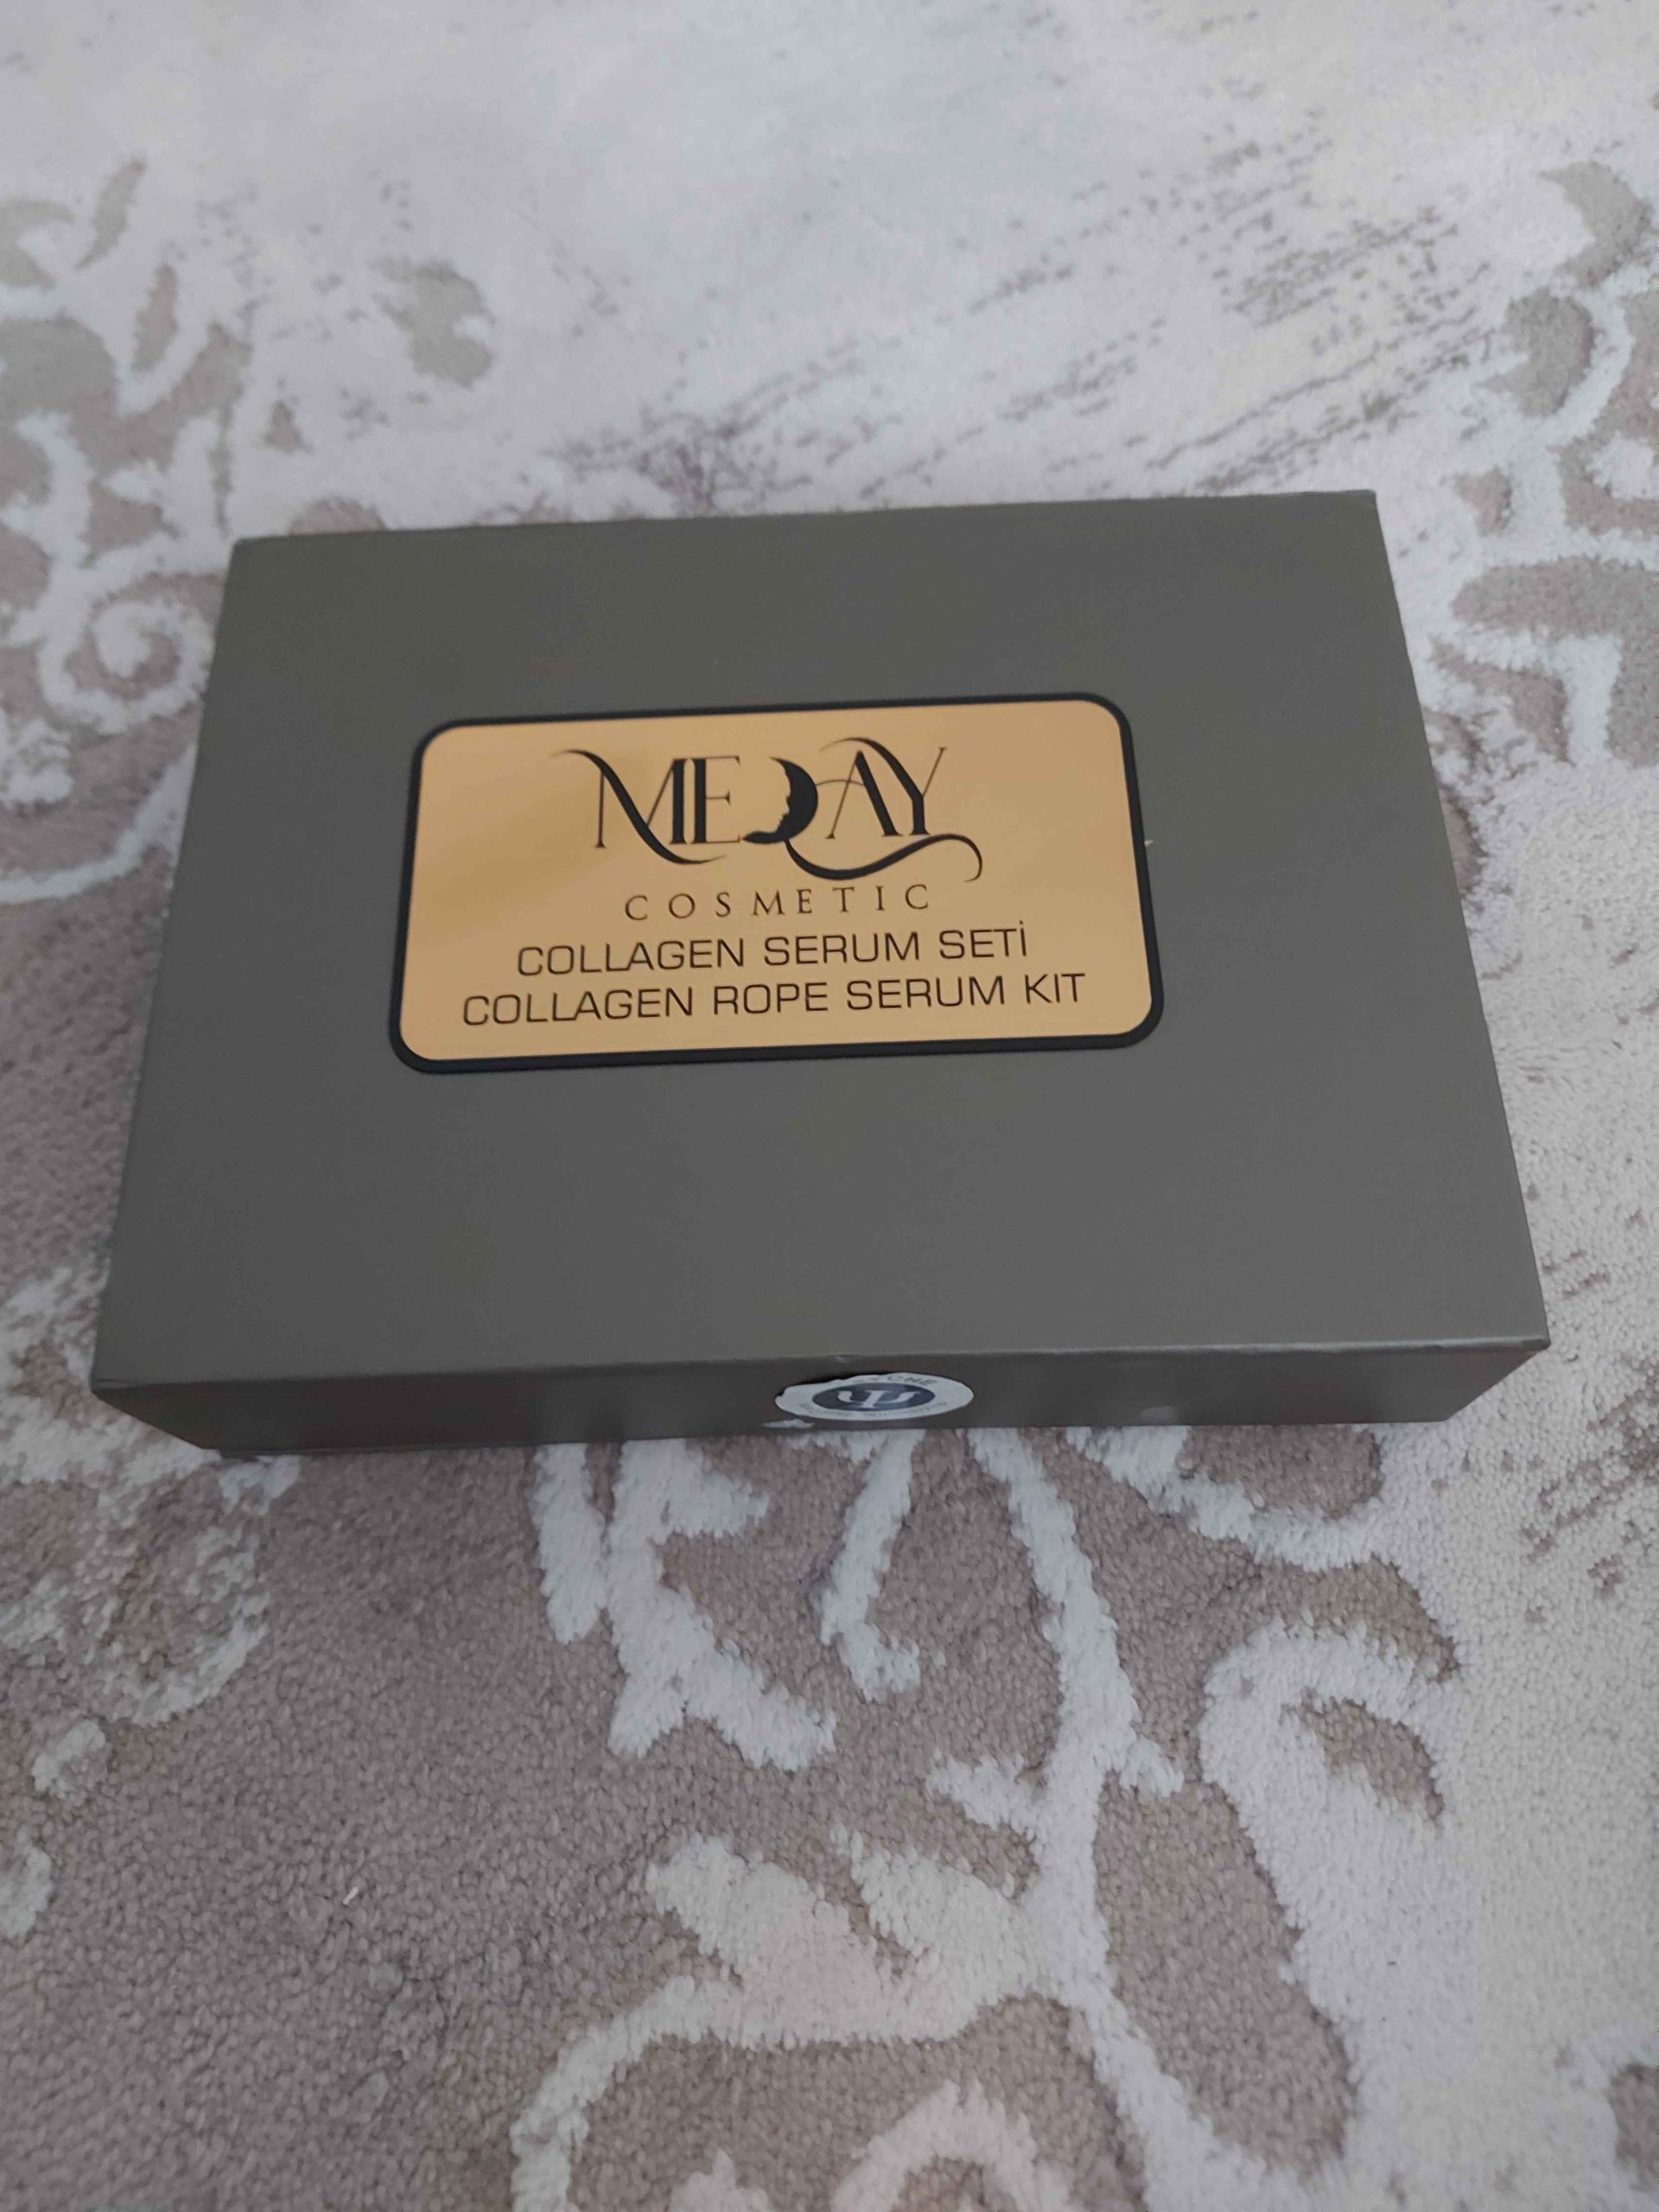 MEDAY
COSMETIC
COLLAGEN SERUM SETİ
COLLAGEN ROPE SERUM KIT